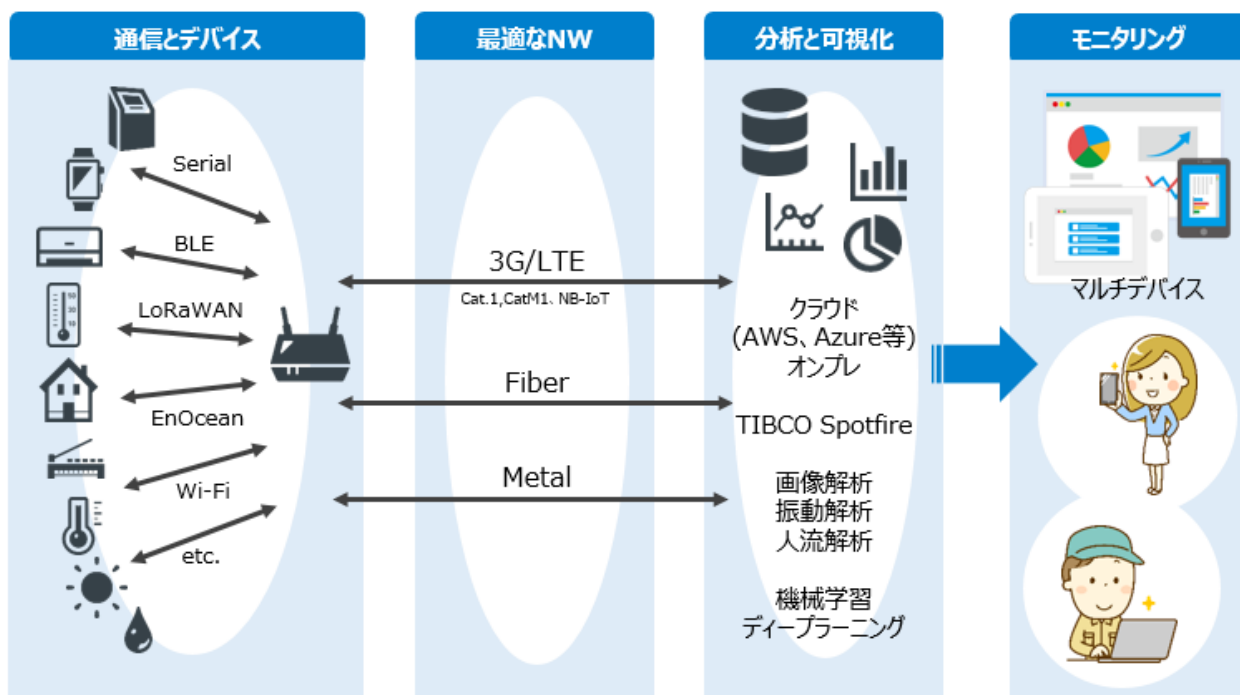 通信とデバイス
Serial
BLE
LoRaWAN
EnOcean
Wi-Fi
etc.
最適なNW
3G/LTE
Cat.1,CatM1、NB-IoT
Fiber
Metal
分析と可視化
クラウド
(AWS、Azure等)
オンプレ
TIBCO Spotfire
画像解析
振動解析
人流解析
機械学習
ディープラーニング
モニタリング
マルチデバイス